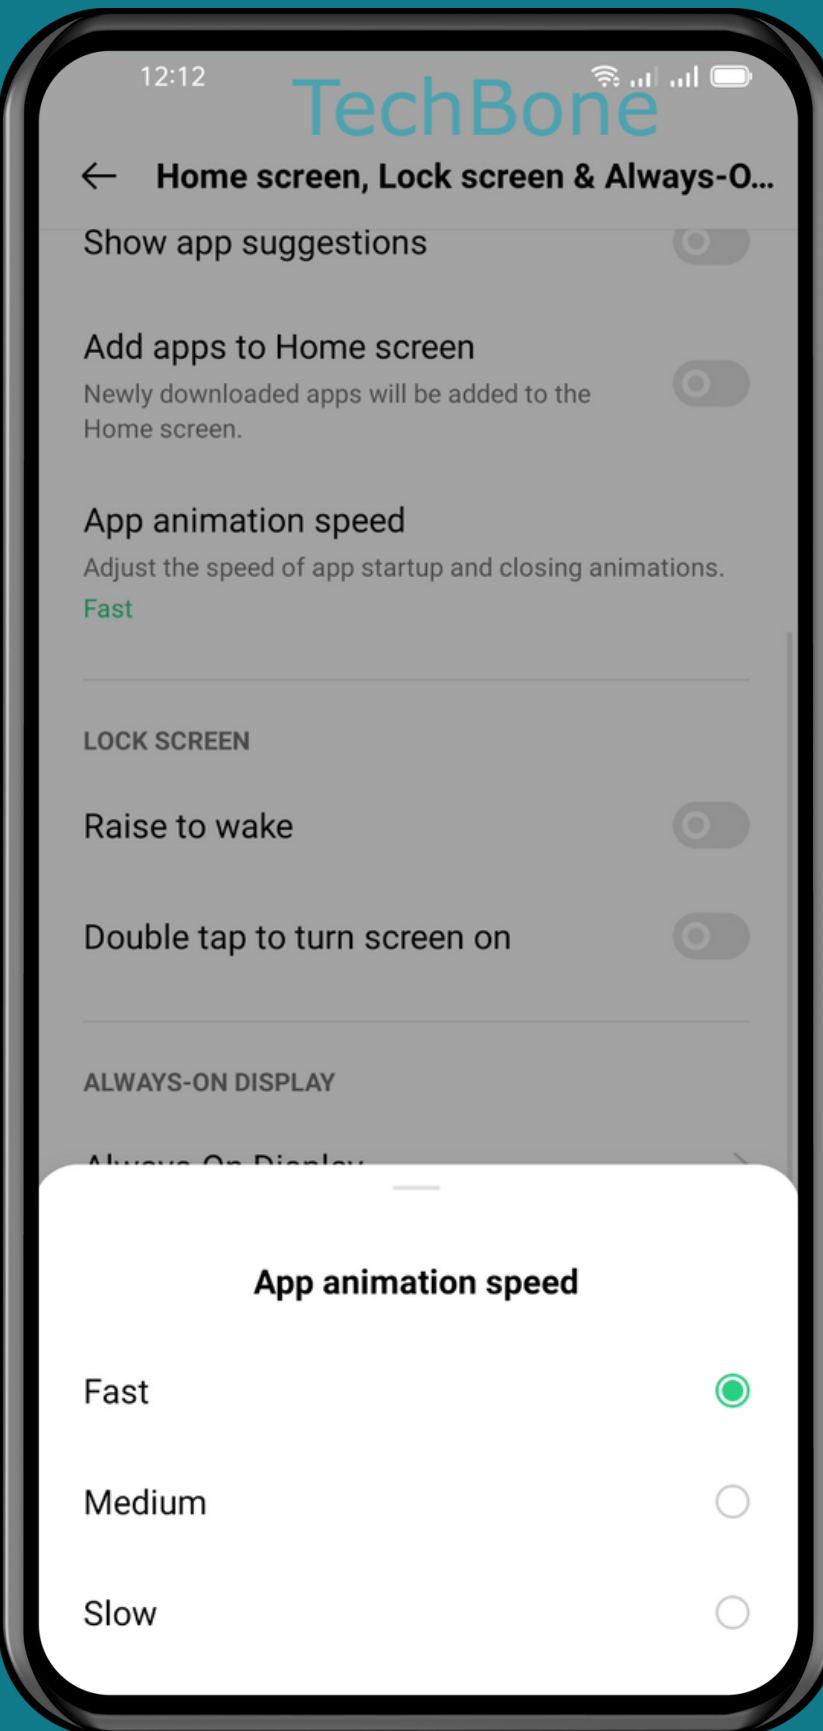 12:12
TechBone
Home screen, Lock screen & Always-O...
Show app suggestions
Add apps to Home screen
Newly downloaded apps will be added to the
Home screen.
App animation speed
Adjust the speed of app startup and closing animations.
Fast
LOCK SCREEN
Raise to wake
Double tap to turn screen on
ALWAYS-ON DISPLAY
Always-On Display
App animation speed
Fast
Medium
Slow